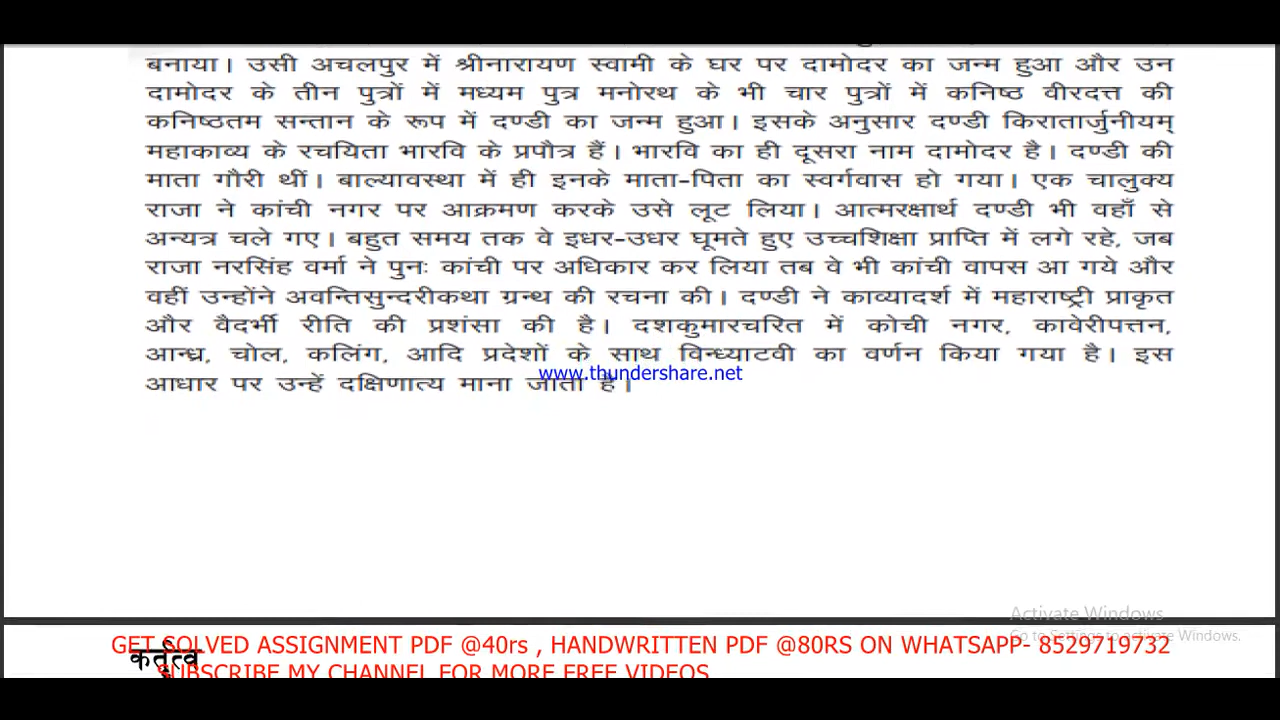 बनाया। उसी अचलपुर में श्रीनारायण स्वामी के घर पर दामोदर का जन्म हुआ और उन
दामोदर के तीन पुत्रों में मध्यम पुत्र मनोरथ के भी चार पुत्रों में कनिष्ठ वीरदत्त की
कनिष्ठतम सन्तान के रूप में दण्डी का जन्म हुआ। इसके अनुसार दण्डी किरातार्जुनीयम्
महाकाव्य के रचयिता भारवि के प्रपौत्र हैं। भारवि का ही दूसरा नाम दामोदर है। दण्डी की
माता गौरी थीं। बाल्यावस्था में ही इनके माता-पिता का स्वर्गवास हो गया। एक चालुक्य
राजा ने कांची नगर पर आक्रमण करके उसे लूट लिया। आत्मरक्षार्थ दण्डी भी वहाँ से
अन्यत्र चले गए। बहुत समय तक वे इधर-उधर घूमते हुए उच्चशिक्षा प्राप्ति में लगे रहे, जब
राजा नरसिंह वर्मा ने पुनः कांची पर अधिकार कर लिया तब वे भी कांची वापस आ गये और
वहीं उन्होंने अवन्तिसुन्दरीकथा ग्रन्थ की रचना की। दण्डी ने काव्यादर्श में महाराष्ट्री प्राकृत
और वैदर्भी रीति की प्रशंसा की है। दशकुमारचरित में कोची नगर, कावेरीपत्तन,
आन्ध्र, चोल, कलिंग, आदि प्रदेशों के साथ विन्ध्याटवी का वर्णन किया गया है। इस
आधार पर उन्हें दक्षिणात्य माना जाता है।
www.thundershare.net
Activate Windows
Go to Settings to activate Windows.
GET SOLVED ASSIGNMENT PDF @40rs , HANDWRITTEN PDF @80RS ON WHATSAPP- 8529719732
कर्तृत्व
SUBSCRIBE MY CHANNEL FOR MORE FREE VIDEOS